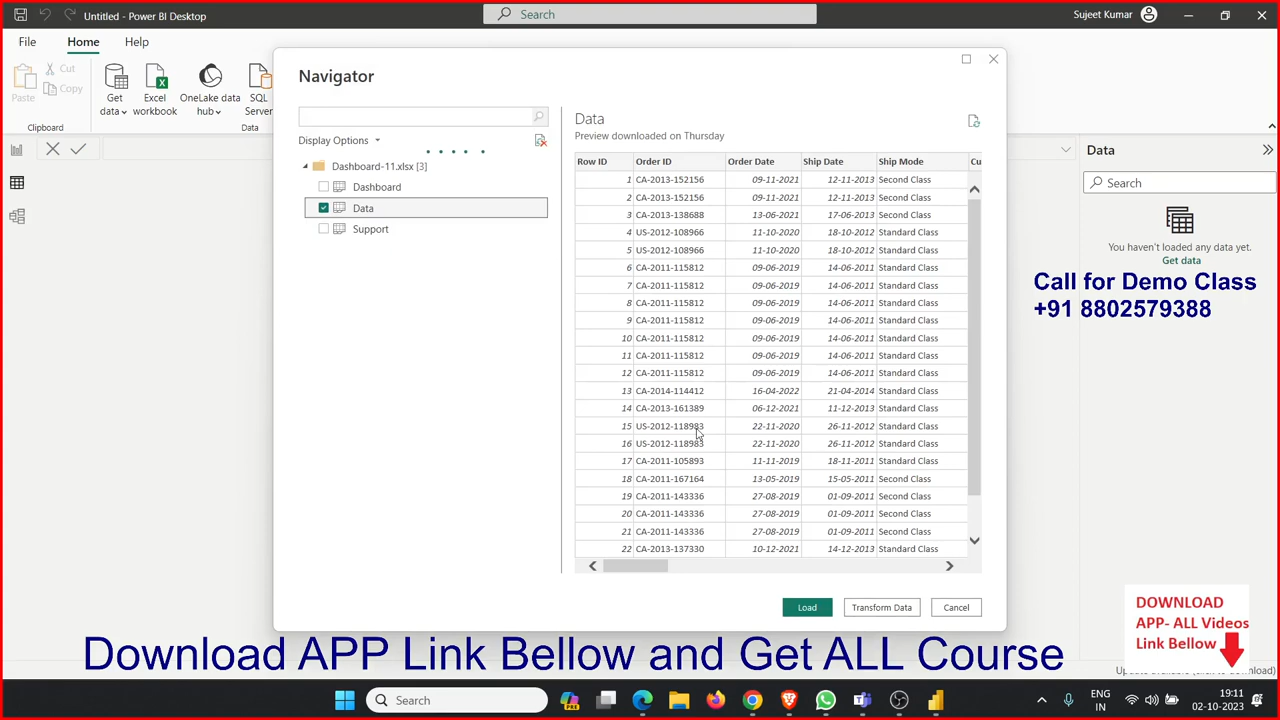 Untitled - Power BI Desktop
Search
Sujeet Kumar
File Home Help
Paste
Cut
Copy
Clipboard
Get data
Excel workbook
OneLake data hub
SQL Server
Data
Navigator
Display Options
Dashboard-11.xlsx [3]
Dashboard
Data
Support
Data
Preview downloaded on Thursday
Row ID Order ID Order Date Ship Date Ship Mode Cu
1 CA-2013-152156 09-11-2021 12-11-2013 Second Class
2 CA-2013-152156 09-11-2021 12-11-2013 Second Class
3 CA-2013-138688 13-06-2021 17-06-2013 Second Class
4 US-2012-108966 11-10-2020 18-10-2012 Standard Class
5 US-2012-108966 11-10-2020 18-10-2012 Standard Class
6 CA-2011-115812 09-06-2019 14-06-2011 Standard Class
7 CA-2011-115812 09-06-2019 14-06-2011 Standard Class
8 CA-2011-115812 09-06-2019 14-06-2011 Standard Class
9 CA-2011-115812 09-06-2019 14-06-2011 Standard Class
10 CA-2011-115812 09-06-2019 14-06-2011 Standard Class
11 CA-2011-115812 09-06-2019 14-06-2011 Standard Class
12 CA-2011-115812 09-06-2019 14-06-2011 Standard Class
13 CA-2014-114412 16-04-2022 21-04-2014 Standard Class
14 CA-2013-161389 06-12-2021 11-12-2013 Standard Class
15 US-2012-118983 22-11-2020 26-11-2012 Standard Class
16 US-2012-118983 22-11-2020 26-11-2012 Standard Class
17 CA-2011-105893 11-11-2019 18-11-2011 Standard Class
18 CA-2011-167164 13-05-2019 15-05-2011 Second Class
19 CA-2011-143336 27-08-2019 01-09-2011 Second Class
20 CA-2011-143336 27-08-2019 01-09-2011 Second Class
21 CA-2011-143336 27-08-2019 01-09-2011 Second Class
22 CA-2013-137330 10-12-2021 14-12-2013 Standard Class
Load
Transform Data
Cancel
Data
Search
You haven't loaded any data yet.
Get data
Call for Demo Class
+91 8802579388
DOWNLOAD
APP- ALL Videos
Link Bellow
Download APP Link Bellow and Get ALL Course
Search
PRE
ENG
IN
19:11
02-10-2023